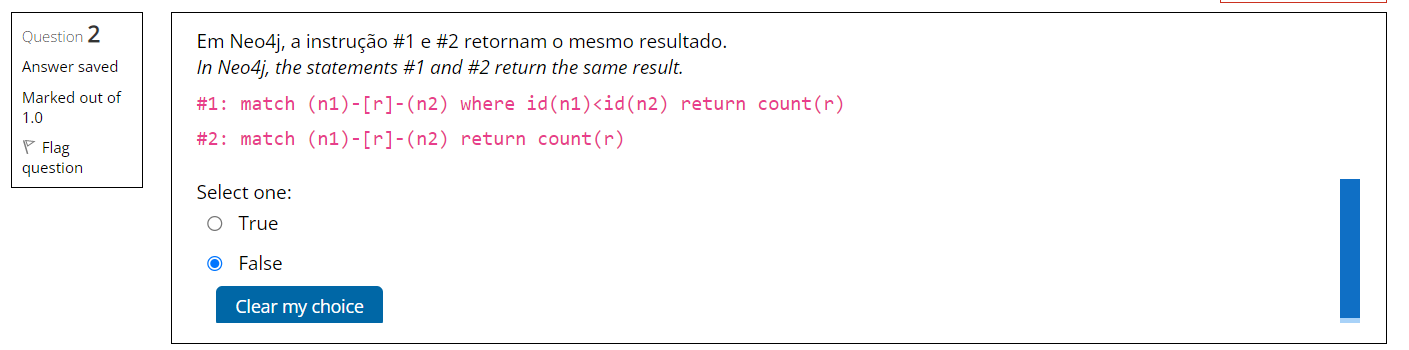 Question 2
Answer saved
Marked out of
1.0
Flag
question
Em Neo4j, a instrução #1 e #2 retornam o mesmo resultado.
In Neo4j, the statements #1 and #2 return the same result.
#1: match (n1)-[r]-(n2) where id(n1)<id(n2) return count(r)
#2: match (n1)-[r]-(n2) return count(r)
Select one:
True
False
Clear my choice